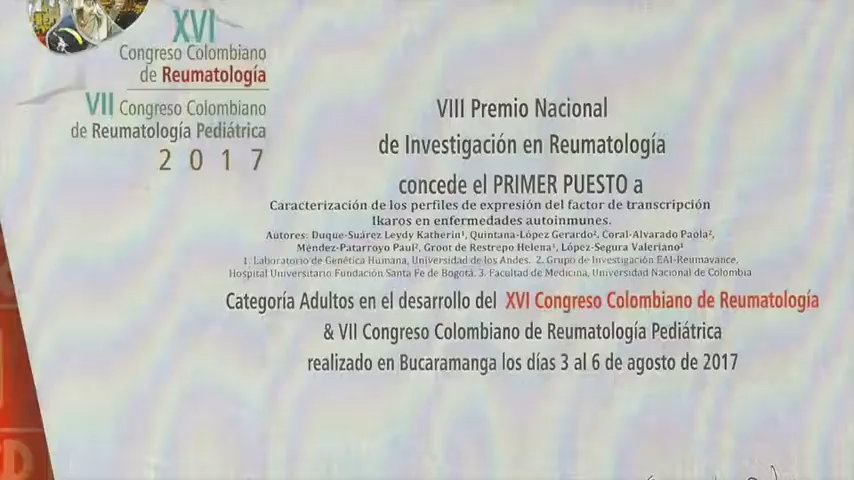 XVI
Congreso Colombiano
de Reumatología
VII Congreso Colombiano
de Reumatología Pediátrica
2017
VIII Premio Nacional
de Investigación en Reumatología
concede el PRIMER PUESTO a
Caracterización de los perfiles de expresión del factor de transcripción
Ikaros en enfermedades autoinmunes.
Autores: Duque-Suárez Leydy Katherin¹, Quintana-López Gerardo², Coral-Alvarado Paola²,
Méndez-Patarroyo Paul², Groot de Restrepo Helena¹, López-Segura Valeriano³
1. Laboratorio de Genética Humana, Universidad de los Andes. 2. Grupo de Investigación EAI-Reumavance,
Hospital Universitario Fundación Santa Fe de Bogotá. 3. Facultad de Medicina, Universidad Nacional de Colombia
Categoría Adultos en el desarrollo del XVI Congreso Colombiano de Reumatología
& VII Congreso Colombiano de Reumatología Pediátrica
realizado en Bucaramanga los días 3 al 6 de agosto de 2017